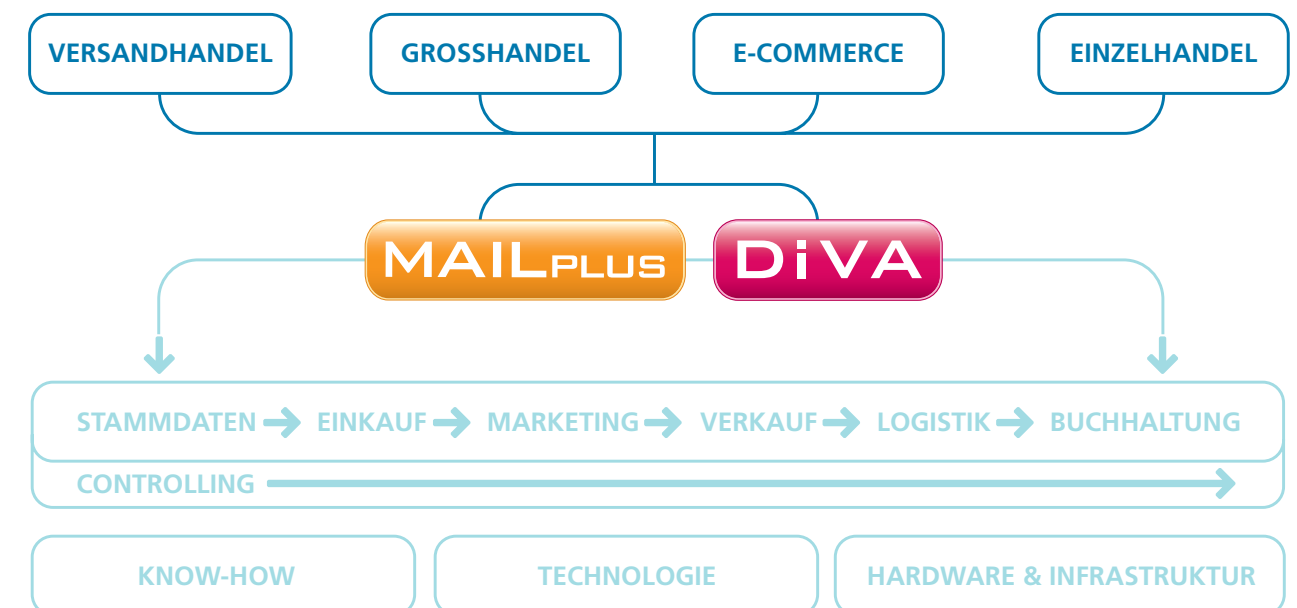 VERSANDHANDEL GROSSHANDEL E-COMMERCE EINZELHANDEL
MAILPLUS DiVA
STAMMDATEN EINKAUF MARKETING VERKAUF LOGISTIK BUCHHALTUNG
CONTROLLING
KNOW-HOW TECHNOLOGIE HARDWARE & INFRASTRUKTUR